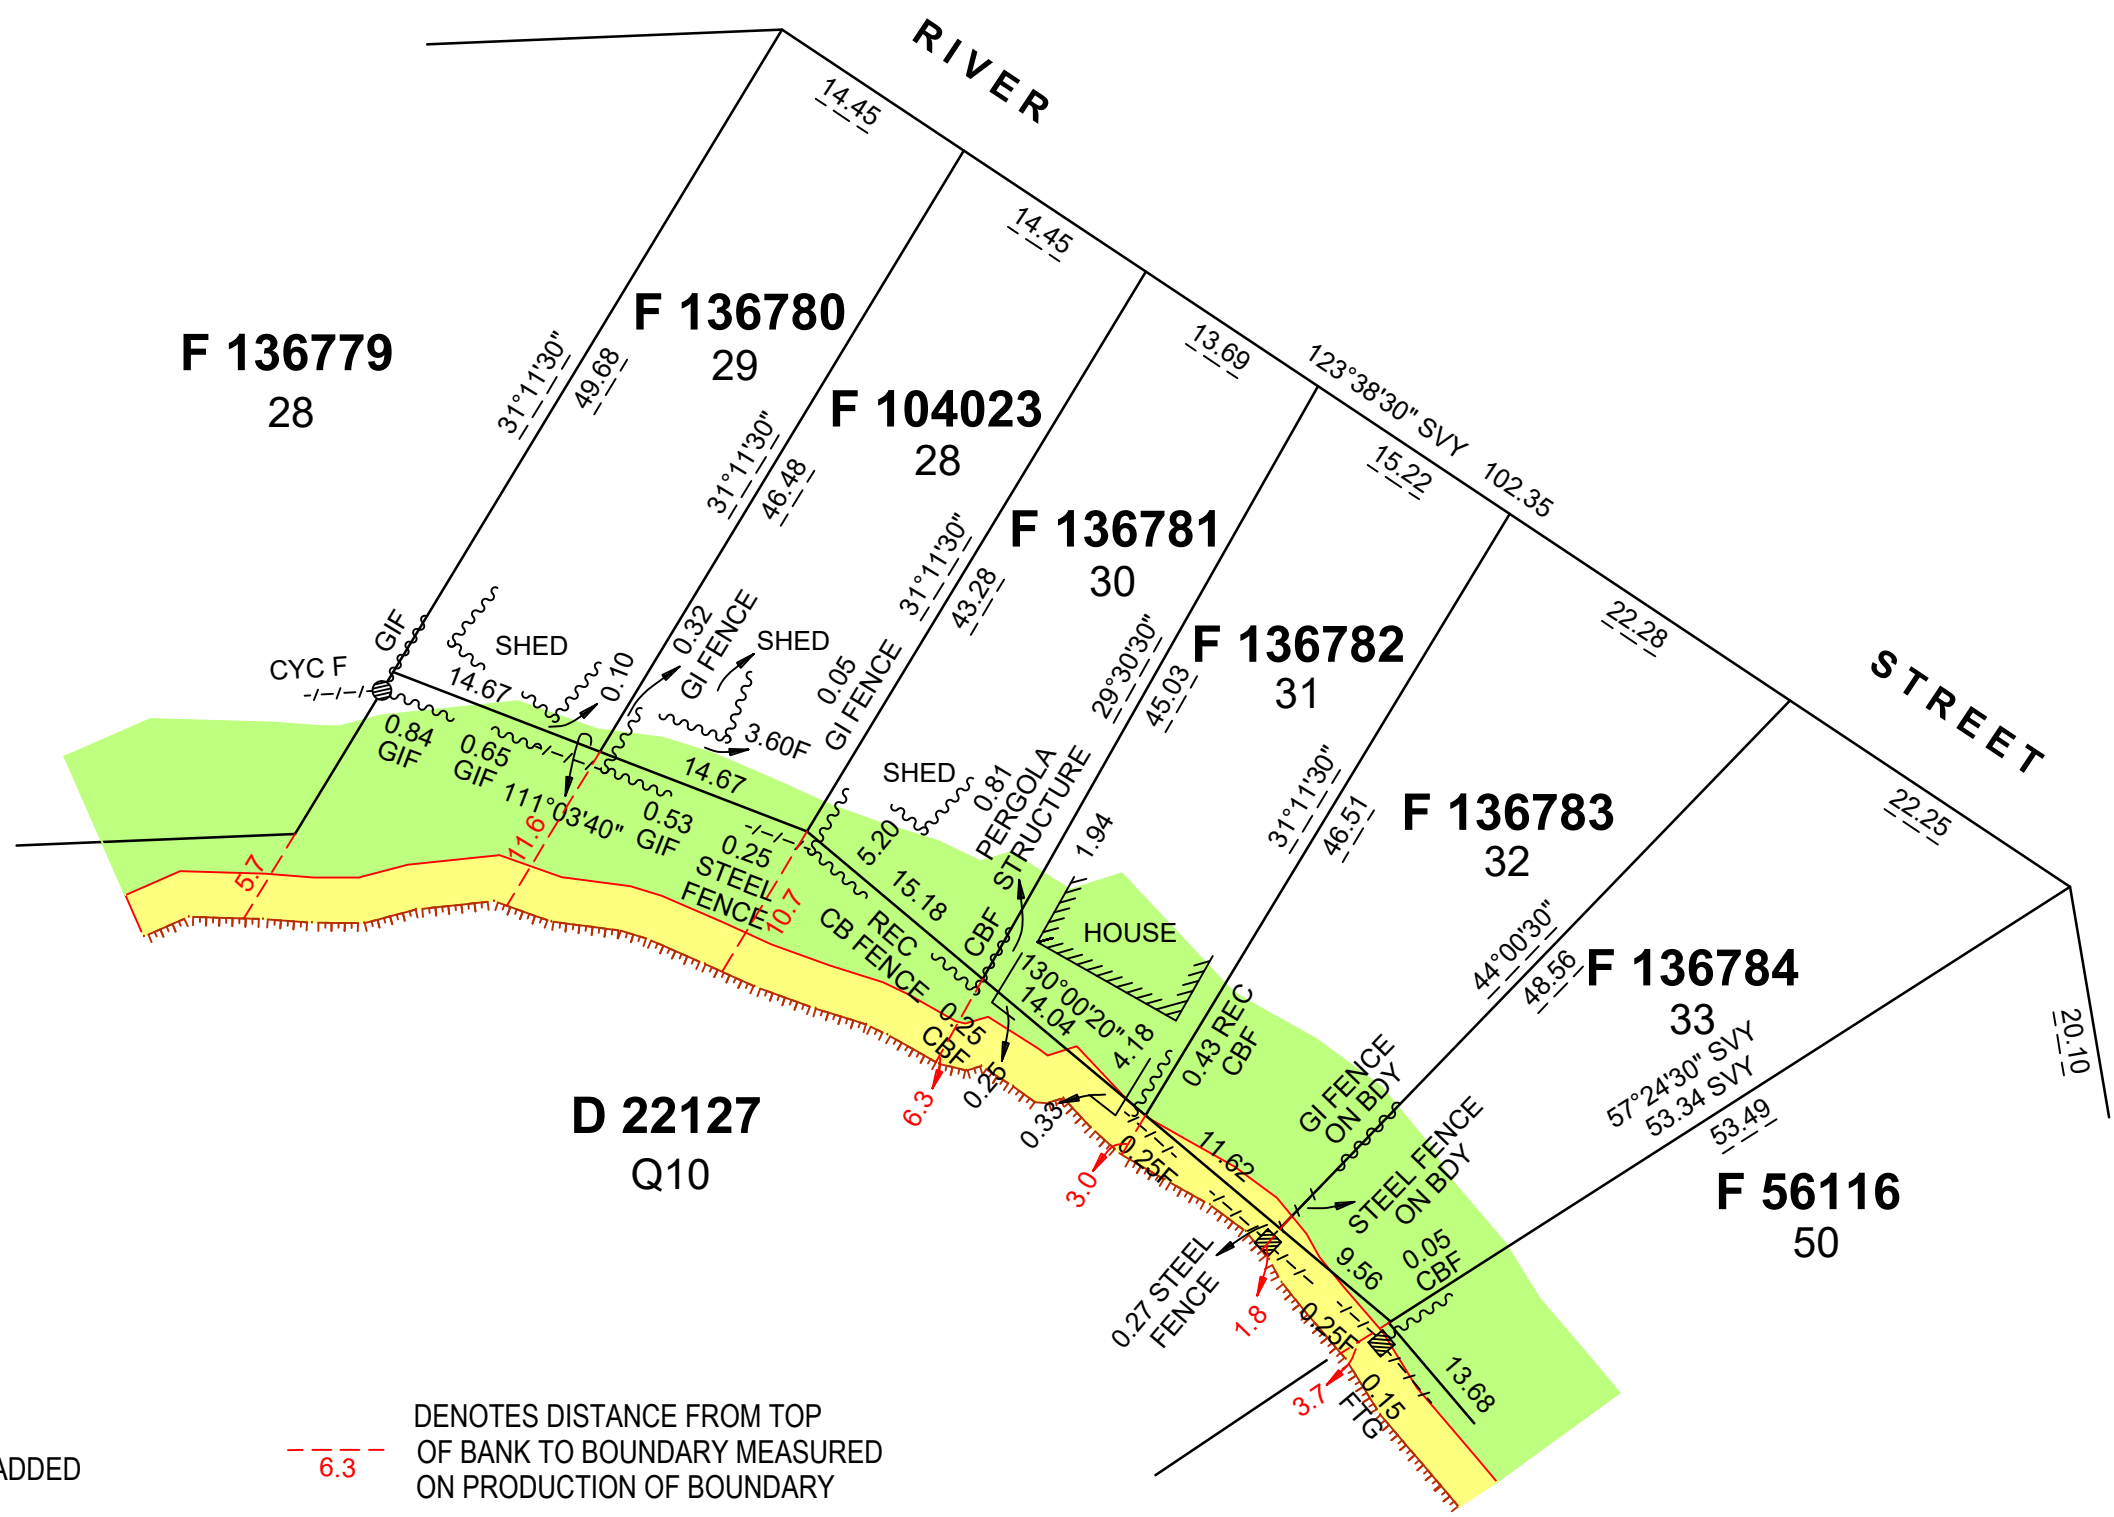 RIVER
14.45
14.45
F 136780
29
F 136779
28
31°11'30"
49.68
13.69
123°38'30" SVY 102.35
F 104023
28
31°11'30"
46.48
15.22
F 136781
30
31°11'30"
43.28
22.28
STREET
F 136782
31
29°30'30"
45.03
GIF
CYC F
SHED
14.67
0.10
0.32
GI FENCE
SHED
0.05
GI FENCE
0.84
GIF
0.65
GIF
111°03'40"
3.60F
14.67
SHED
0.81
PERGOLA
STRUCTURE
1.94
31°11'30"
46.51
F 136783
32
22.25
5.7
11.6
0.53
GIF
0.25
STEEL
FENCE
10.7
5.20
15.18
REC
CB FENCE
CBF
HOUSE
44°00'30"
48.56
F 136784
33
130°00'20"
14.04
4.18
0.43 REC
CBF
0.25
CBF
6.3
0.25
0.33
57°24'30" SVY
53.34 SVY
53.49
20.10
D 22127
Q10
3.0
0.25F
11.62
GI FENCE
ON BDY
STEEL FENCE
ON BDY
F 56116
50
0.27 STEEL
FENCE
1.8
9.56
0.05
CBF
0.25F
3.7
0.15
FTG
13.68
DENOTES DISTANCE FROM TOP
OF BANK TO BOUNDARY MEASURED
ON PRODUCTION OF BOUNDARY
6.3
ADDED